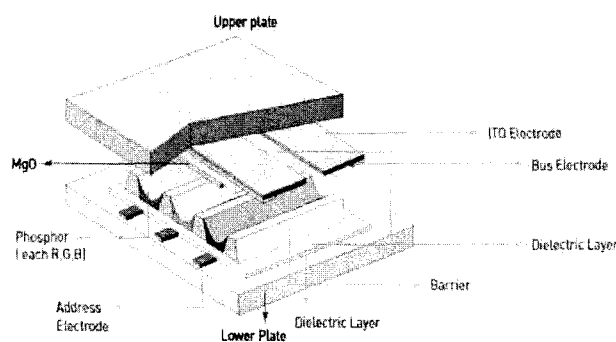 Upper plate
ITO Electrode
MgO
Bus Electrode
Phosphor
(each R,G,B)
Dielectric Layer
Barrier
Address
Electrode
Dielectric Layer
Lower Plate